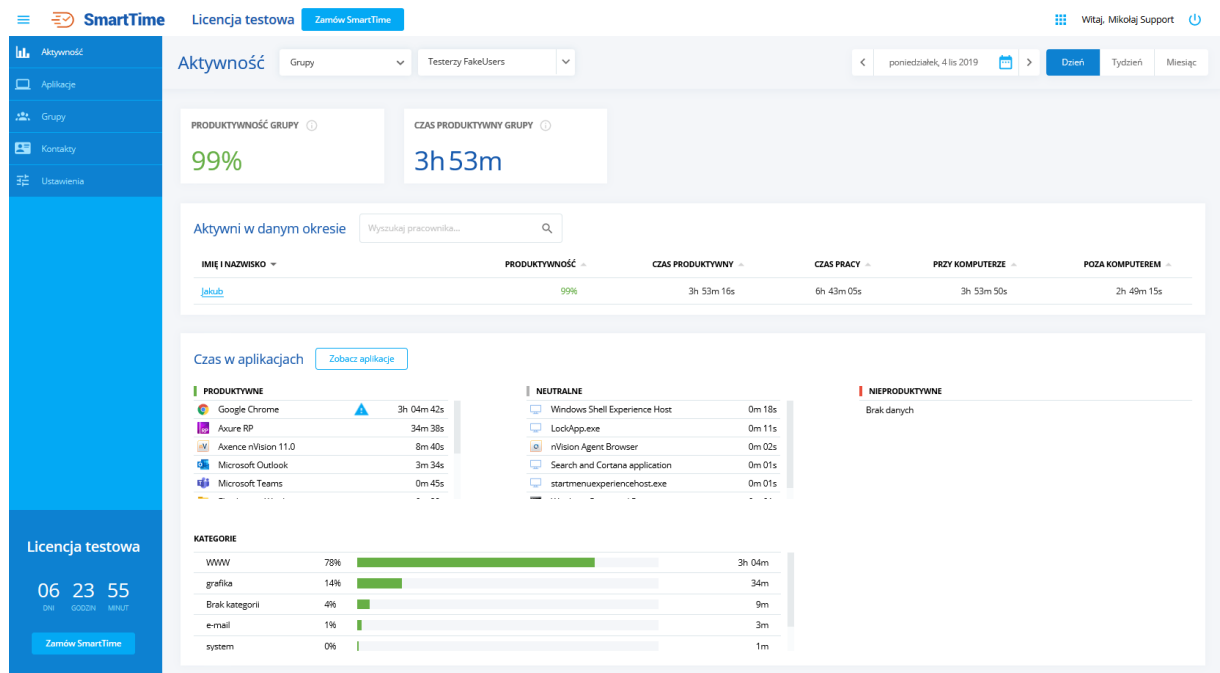 SmartTime
Licencja testowa
Zamów SmartTime
Witaj, Mikołaj Support
Aktywność
Aplikacje
Grupy
Kontakty
Ustawienia
Aktywność
Grupy
Testerzy FakeUsers
poniedziałek, 4 lis 2019
Dzień Tydzień Miesiąc
PRODUKTYWNOŚĆ GRUPY
99%
CZAS PRODUKTYWNY GRUPY
3h 53m
Aktywni w danym okresie
Wyszukaj pracownika...
IMIĘ I NAZWISKO PRODUKTYWNOŚĆ CZAS PRODUKTYWNY CZAS PRACY PRZY KOMPUTERZE POZA KOMPUTEREM
Jakub 99% 3h 53m 16s 6h 43m 05s 3h 53m 50s 2h 49m 15s
Czas w aplikacjach
Zobacz aplikacje
PRODUKTYWNE
Google Chrome 3h 04m 42s
Axure RP 34m 38s
Axence nVision 11.0 8m 40s
Microsoft Outlook 3m 34s
Microsoft Teams 0m 45s
NEUTRALNE
Windows Shell Experience Host 0m 18s
LockApp.exe 0m 11s
nVision Agent Browser 0m 02s
Search and Cortana application 0m 01s
startmenuexperiencehost.exe 0m 01s
NIEPRODUKTYWNE
Brak danych
KATEGORIE
WWW 78% 3h 04m
grafika 14% 34m
Brak kategorii 4% 9m
e-mail 1% 3m
system 0% 1m
Licencja testowa
06 23 55
DNI GODZIN MINUT
Zamów SmartTime